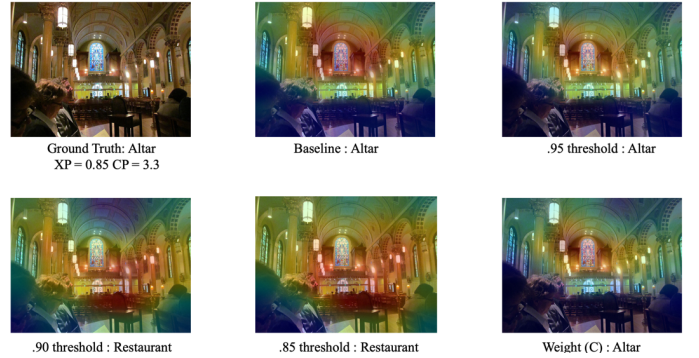 Ground Truth: Altar
XP = 0.85 CP = 3.3
Baseline : Altar
.95 threshold : Altar
.90 threshold : Restaurant
.85 threshold : Restaurant
Weight (C) : Altar